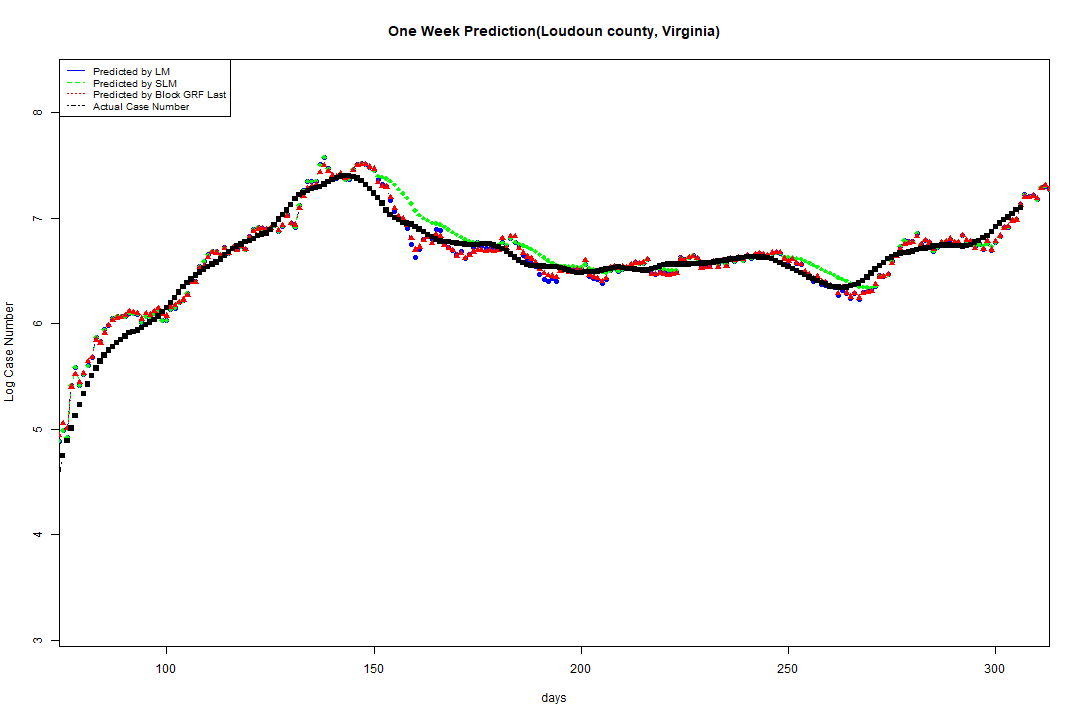 One Week Prediction(Loudoun county, Virginia)
Predicted by LM
Predicted by SLM
Predicted by Block GRF Last
Actual Case Number
8
7
6
5
4
3
Log Case Number
100 150 200 250 300
days